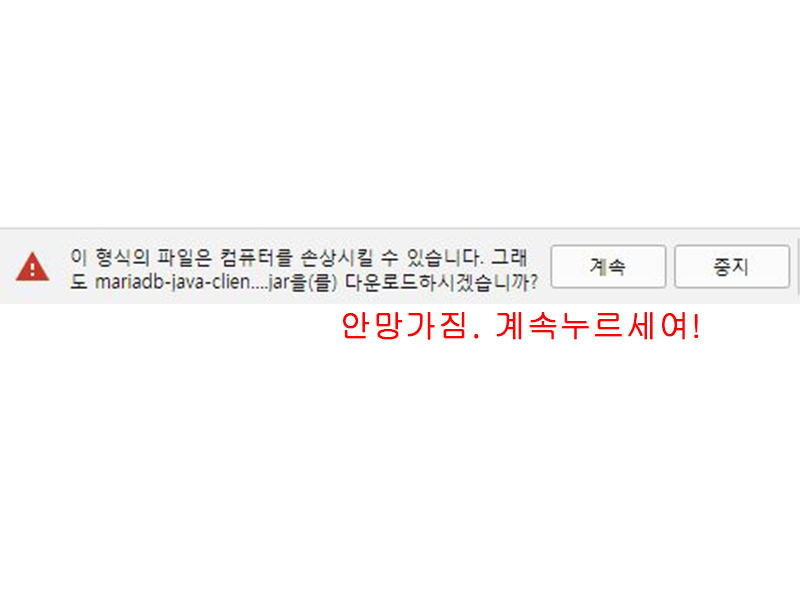 이 형식의 파일은 컴퓨터를 손상시킬 수 있습니다. 그래
도 mariadb-java-clien....jar을(를) 다운로드하시겠습니까?
계속
중지
안망가짐. 계속누르세여!